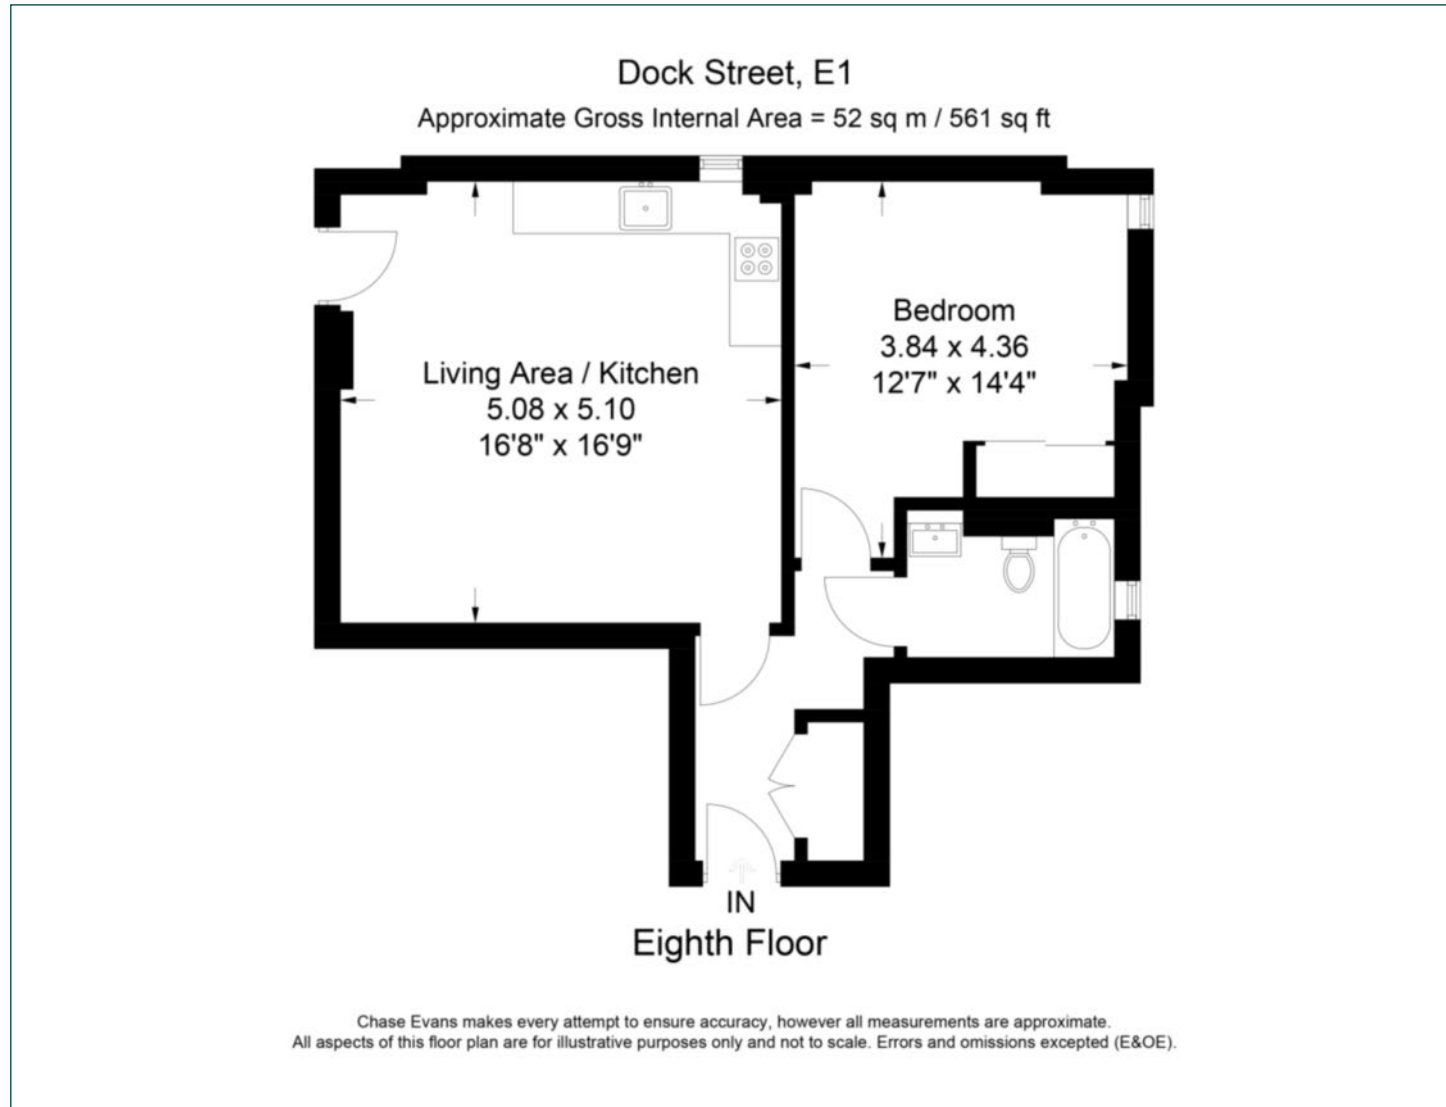 Dock Street, E1
Approximate Gross Internal Area = 52 sq m / 561 sq ft
Living Area / Kitchen
5.08 x 5.10
16'8" x 16'9"
Bedroom
3.84 x 4.36
12'7" x 14'4"
IN
Eighth Floor
Chase Evans makes every attempt to ensure accuracy, however all measurements are approximate.
All aspects of this floor plan are for illustrative purposes only and not to scale. Errors and omissions excepted (E&OE).